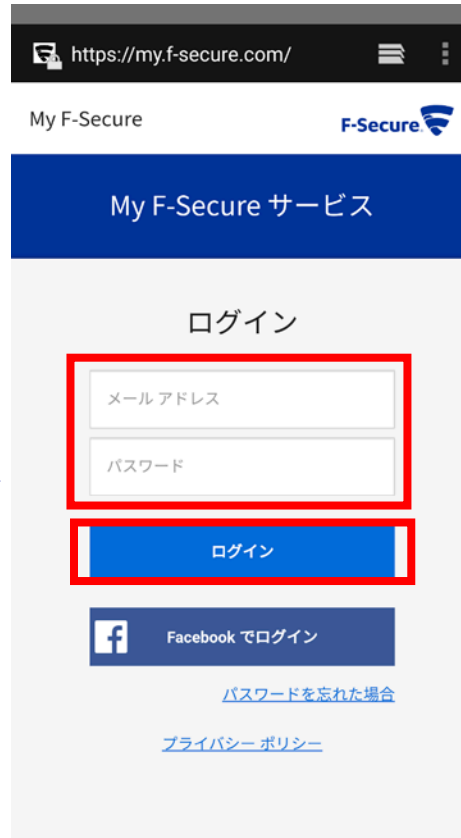 https://my.f-secure.com/
My F-Secure
F-Secure.
My F-Secure サービス
ログイン
メール アドレス
パスワード
ログイン
f Facebook でログイン
パスワードを忘れた場合
プライバシー ポリシー